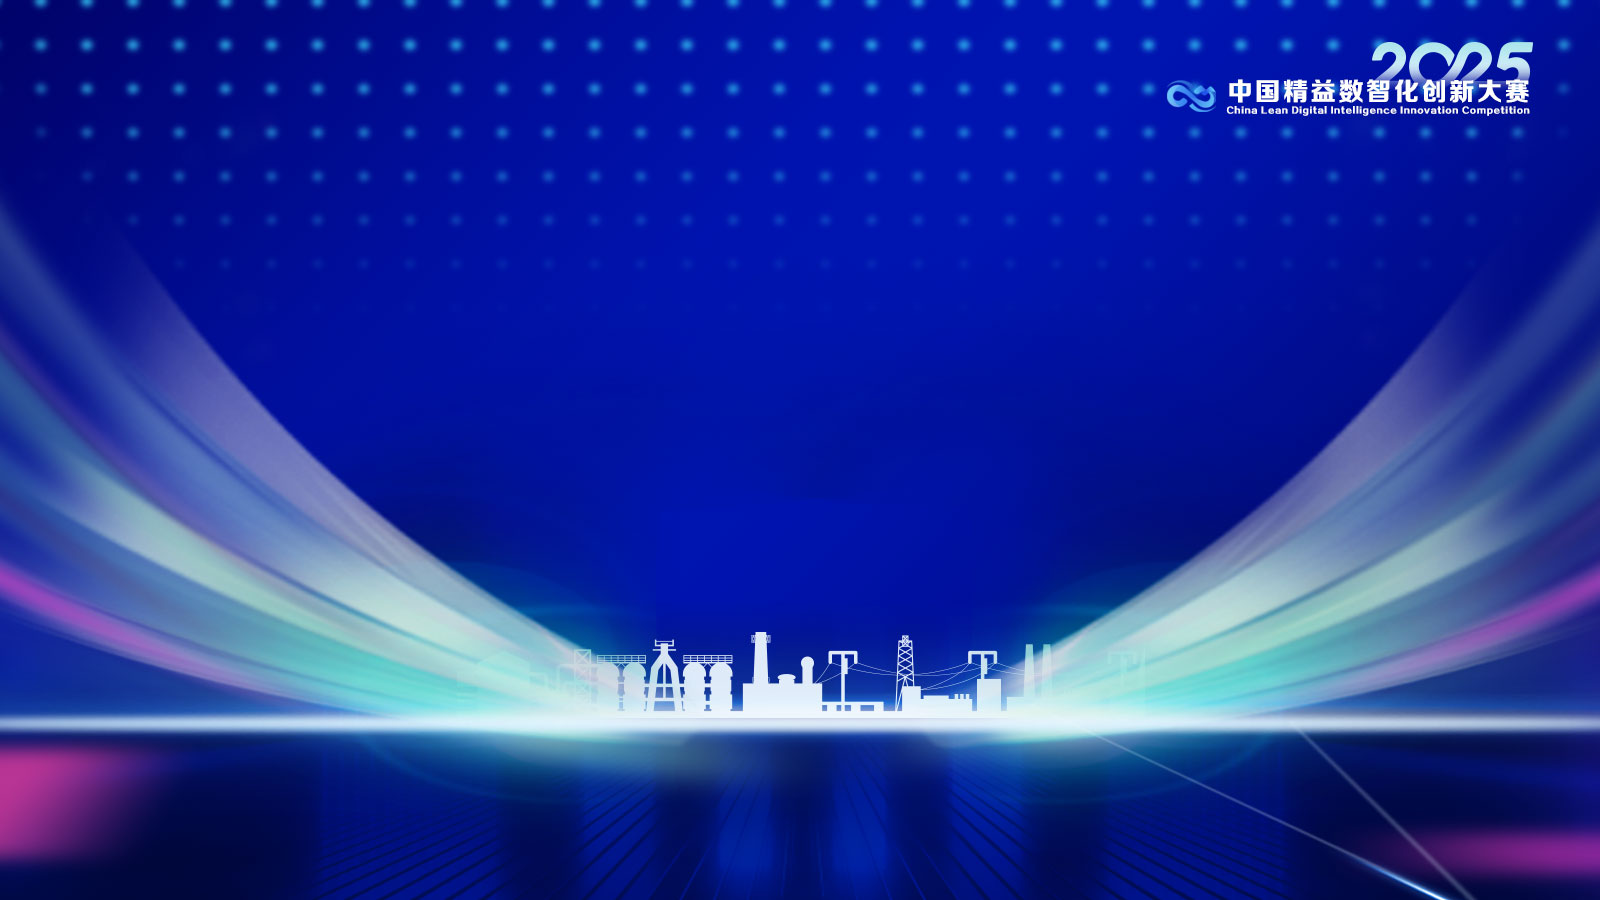 2025
中国精益数智化创新大赛
China Lean Digital Intelligence Innovation Competition